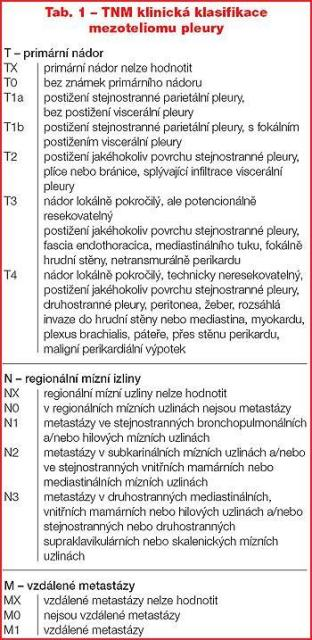 Tab. 1 – TNM klinická klasifikace
mezoteliomu pleury
T – primární nádor
TX primární nádor nelze hodnotit
T0 bez známek primárního nádoru
T1a postižení stejnostranné parietální pleury,
bez postižení viscerální pleury
T1b postižení stejnostranné parietální pleury, s fokálním
postižením viscerální pleury
T2 postižení jakéhokoliv povrchu stejnostranné pleury,
plíce nebo bránice, splývající infiltrace viscerální
pleury
T3 nádor lokálně pokročilý, ale potencionálně
resekovatelný
postižení jakéhokoliv povrchu stejnostranné pleury,
fascia endothoracica, mediastinálního tuku, fokálně
hrudní stěny, netransmurálně perikardu
T4 nádor lokálně pokročilý, technicky neresekovatelný,
postižení jakéhokoliv povrchu stejnostranné pleury,
druhostranné pleury, peritonea, žeber, rozsáhlá
invaze do hrudní stěny nebo mediastina, myokardu,
plexus brachialis, páteře, přes stěnu perikardu,
maligní perikardiální výpotek
N – regionální mízní izliny
NX regionální mízní uzliny nelze hodnotit
N0 v regionálních mízních uzlinách nejsou metastázy
N1 metastázy ve stejnostranných bronchopulmonálních
a/nebo hilových mízních uzlinách
N2 metastázy v subkarinálních mízních uzlinách a/nebo
ve stejnostranných vnitřních mamárních nebo
mediastinálních mízních uzlinách
N3 metastázy v druhostranných mediastinálních,
vnitřních mamárních nebo hilových uzlinách a/nebo
stejnostranných nebo druhostranných
supraklavikulárních nebo skalenických mízních
uzlinách
M – vzdálené metastázy
MX vzdálené metastázy nelze hodnotit
M0 nejsou vzdálené metastázy
M1 vzdálené metastázy